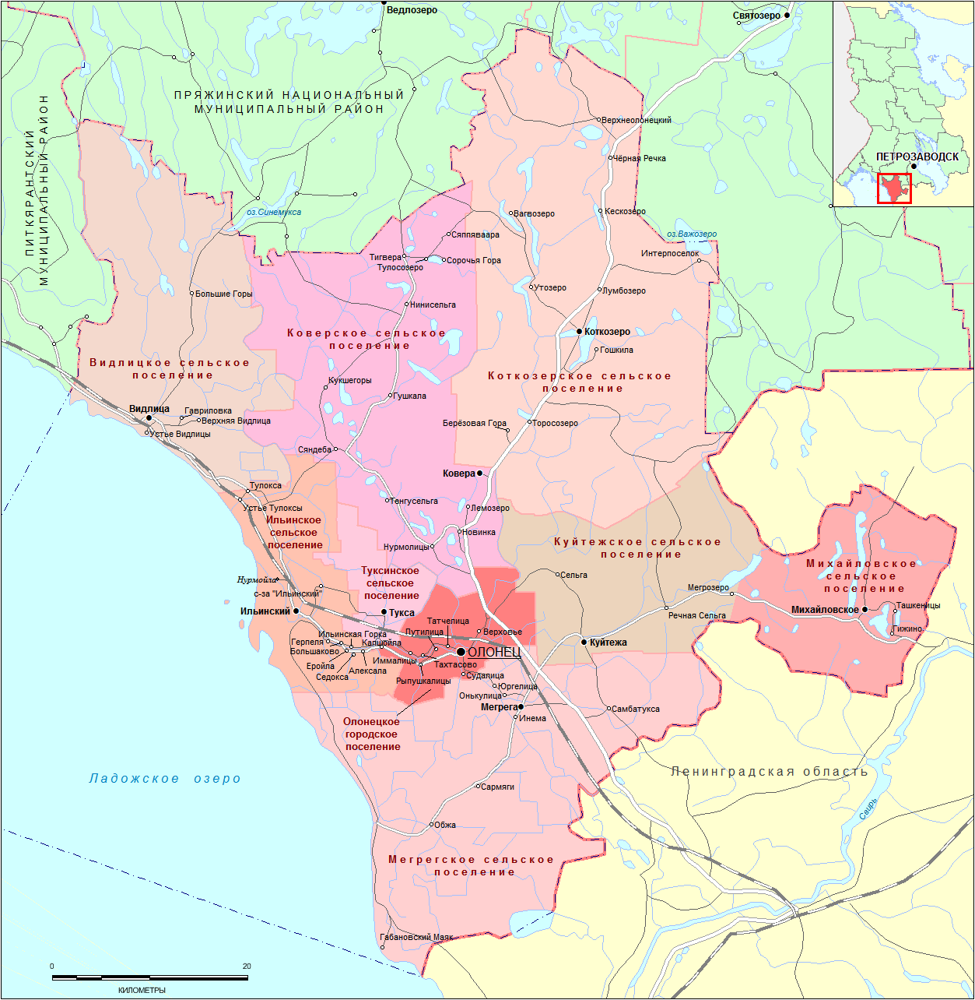 Ведлозеро
Святозеро
ПРЯЖИНСКИЙ НАЦИОНАЛЬНЫЙ
МУНИЦИПАЛЬНЫЙ РАЙОН
ПИТКЯРАНТСКИЙ
МУНИЦИПАЛЬНЫЙ РАЙОН
ПЕТРОЗАВОДСК
Верхнеолонецкий
Чёрная Речка
оз.Синемукса
Вагвозеро
Кескозеро
оз.Важозеро
Сяппяваара
Интерпоселок
Тигвера
Сорочья Гора
Тулосозеро
Большие Горы
Утозеро
Лумбозеро
Нинисельга
Коверское сельское
поселение
Коткозеро
Гошкила
Видлицкое сельское
поселение
Коткозерское сельское
поселение
Кукшегоры
Гушкала
Видлица
Гавриловка
Верхняя Видлица
Устье Видлицы
Берёзовая Гора
Торосозеро
Сяндеба
Ковера
Тулокса
Устье Тулоксы
Тенгусельга
Лемозеро
Ильинское
сельское
поселение
Новинка
Нурмолицы
Куйтежское сельское
поселение
Михайловское
сельское
поселение
Туксинское
сельское
поселение
Нурмойла
с-за "Ильинский"
Сельга
Мегрозеро
Ильинский
Тукса
Речная Сельга
Михайловское
Ташкеницы
Гижино
Татчелица
Путилица
Верховье
Ильинская Горка
Герпеля
Капшойла
Большаково
ОЛОНЕЦ
Куйтежа
Еройла
Седокса
Алексала
Иммалицы
Тахтасово
Рыпушкалицы
Судалица
Юргелица
Онькулица
Мегрега
Инема
Самбатукса
Олонецкое
городское
поселение
Ладожское озеро
Ленинградская область
Сармяги
Свирь
Обжа
Мегрегское сельское
поселение
Габановский Маяк
0 20
КИЛОМЕТРЫ